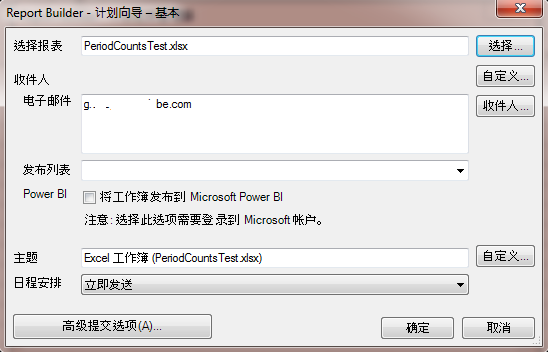 Report Builder - 计划向导 – 基本
选择报表 PeriodCountsTest.xlsx 选择...
自定义...
收件人
电子邮件 be.com 收件人...
发布列表
Power BI 将工作簿发布到 Microsoft Power BI
注意: 选择此选项需要登录到 Microsoft 帐户。
主题 Excel 工作簿 (PeriodCountsTest.xlsx) 自定义...
日程安排 立即发送
高级提交选项(A)... 确定 取消